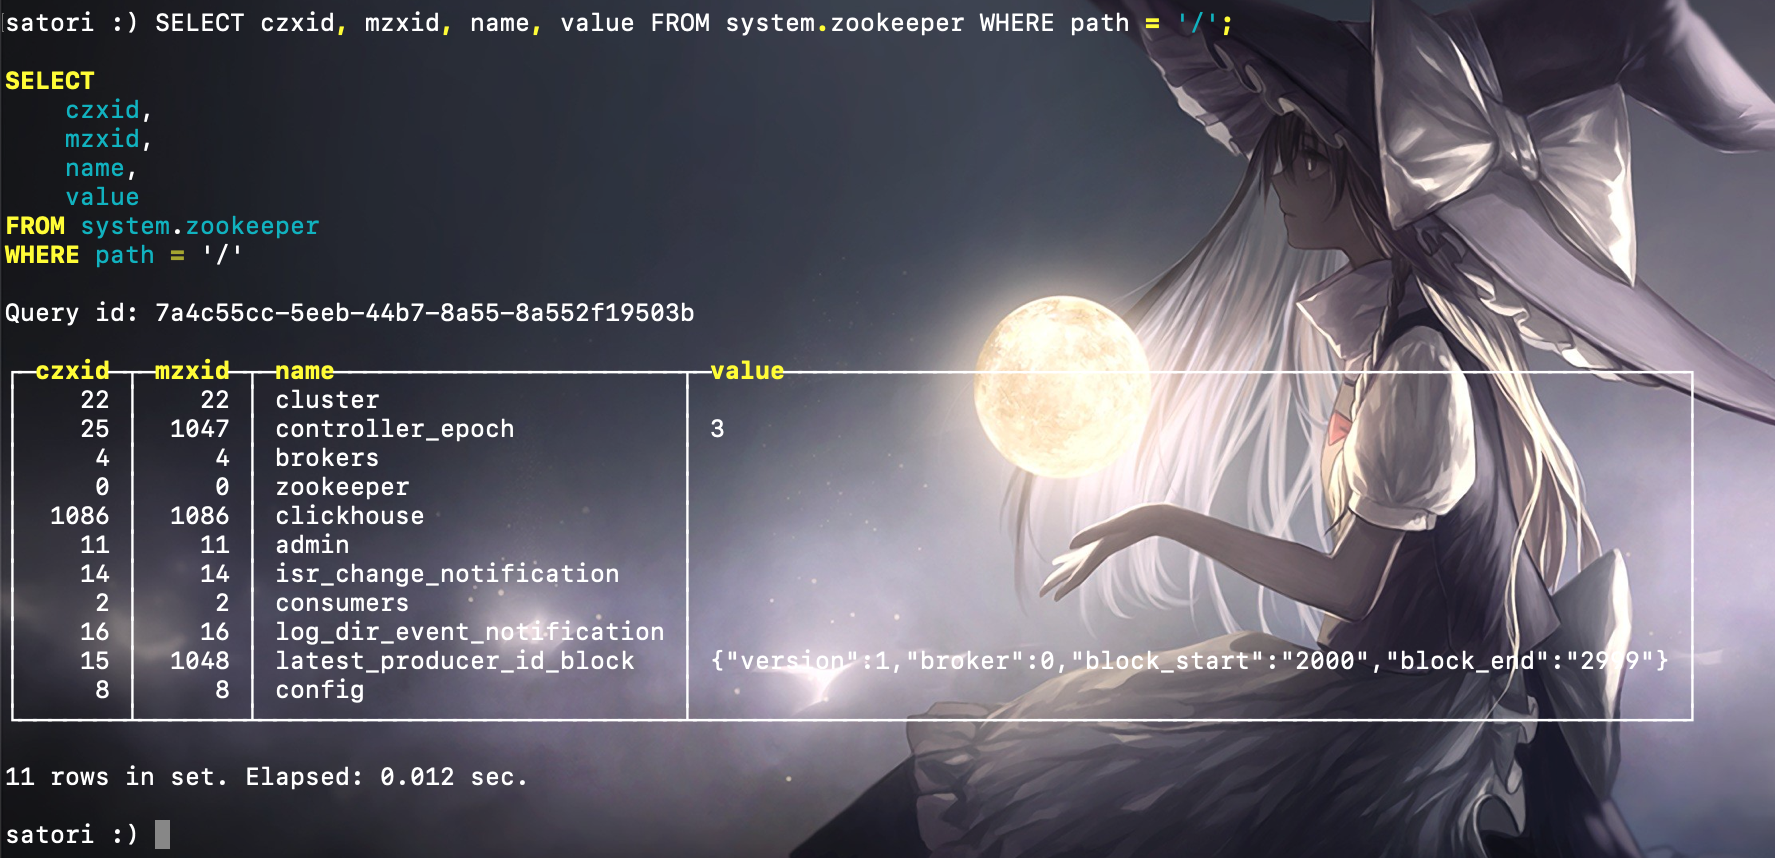 satori :) SELECT czxid, mzxid, name, value FROM system.zookeeper WHERE path = '/';
SELECT
czxid,
mzxid,
name,
value
FROM system.zookeeper
WHERE path = '/'
Query id: 7a4c55cc-5eeb-44b7-8a55-8a552f19503b
czxid mzxid name value
22 22 cluster
25 1047 controller_epoch 3
4 4 brokers
0 0 zookeeper
1086 1086 clickhouse
11 11 admin
14 14 isr_change_notification
2 2 consumers
16 16 log_dir_event_notification
15 1048 latest_producer_id_block {"version":1,"broker":0,"block_start":"2000","block_end":"2999"}
8 8 config
11 rows in set. Elapsed: 0.012 sec.
satori :)